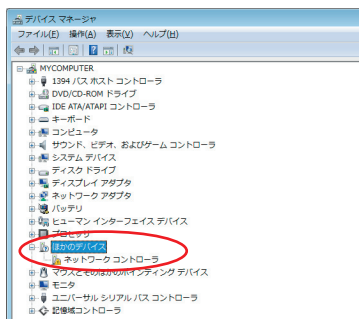 デバイス マネージャ
ファイル(F) 操作(A) 表示(V) ヘルプ(H)
MYCOMPUTER
1394 バス ホスト コントローラ
DVD/CD-ROM ドライブ
IDE ATA/ATAPI コントローラ
キーボード
コンピュータ
サウンド、ビデオ、およびゲーム コントローラ
システム デバイス
ディスク ドライブ
ディスプレイ アダプタ
ネットワーク アダプタ
バッテリ
ヒューマン インターフェイス デバイス
プロセッサ
ほかのデバイス
ネットワーク コントローラ
マウスとそのほかのポインティング デバイス
モニタ
ユニバーサル シリアル バス コントローラ
記憶域コントローラ